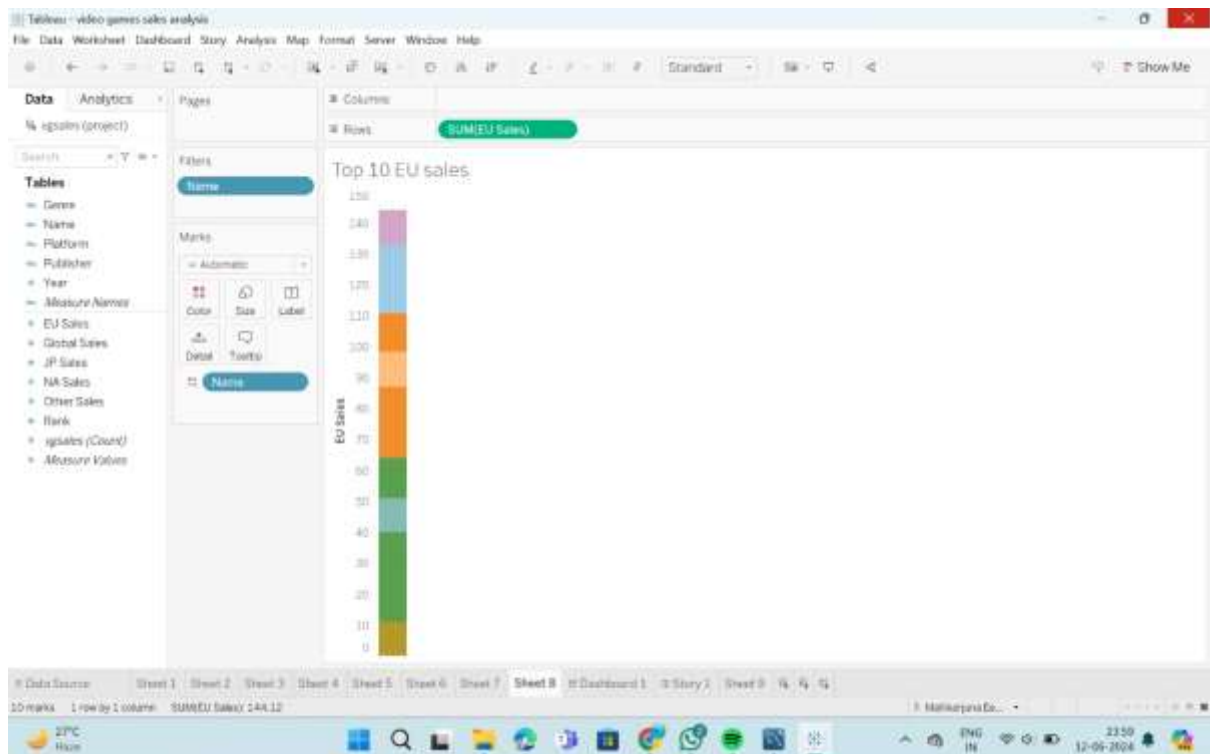 Tableau - video games sales analysis
File Data Worksheet Dashboard Story Analysis Map Format Server Window Help
Standard
Show Me
Data Analytics
vgsales (project)
Search
Tables
Genre
Name
Platform
Publisher
Year
Measure Names
EU Sales
Global Sales
JP Sales
NA Sales
Other Sales
Rank
vgsales (Count)
Measure Values
Pages
Filters
Name
Marks
Automatic
Color Size Label
Detail Tooltip
Name
Columns
Rows SUM(EU Sales)
Top 10 EU sales
150
140
130
120
110
100
90
80
70
60
50
40
30
20
10
0
EU Sales
Data Source Sheet 1 Sheet 2 Sheet 3 Sheet 4 Sheet 5 Sheet 6 Sheet 7 Sheet 8 Dashboard 1 Story 1 Sheet 9
10 marks 1 row by 1 column SUM(EU Sales): 144.12
27°C
Haze
ENG
IN
23:59
12-06-2024